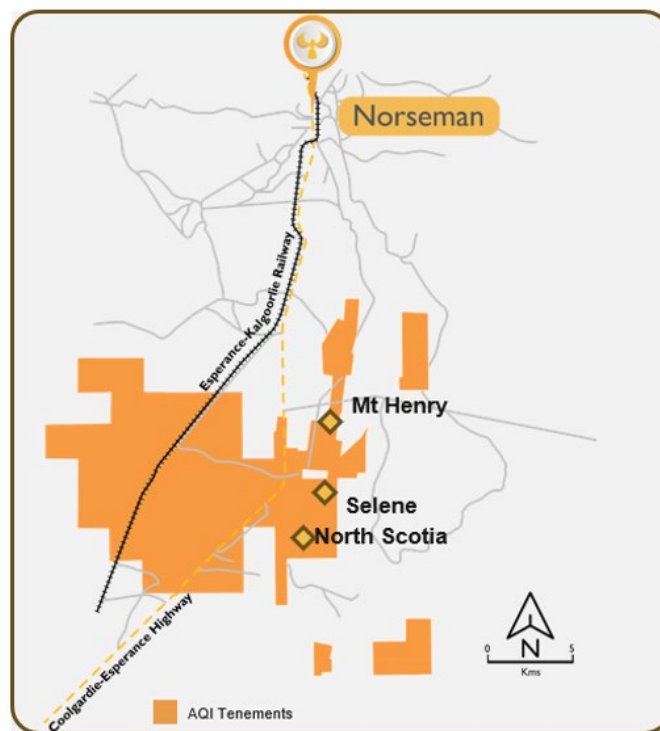 Norseman
Esperance-Kalgoorlie Railway
Mt Henry
Selene
North Scotia
Coolgardie-Esperance Highway
N
0 5
Kms
AQI Tenements